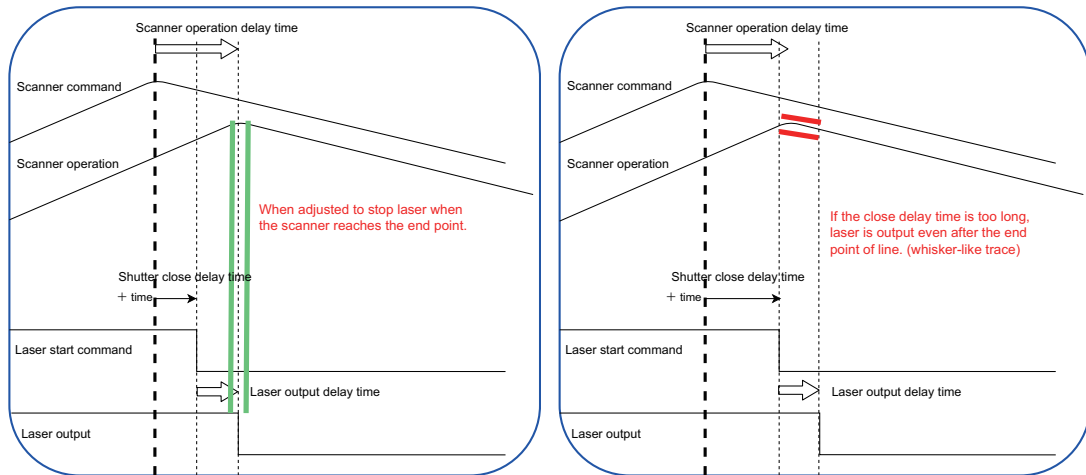 Scanner operation delay time
Scanner command
Scanner operation
When adjusted to stop laser when
the scanner reaches the end point.
Shutter close delay time
+ time
Laser start command
Laser output delay time
Laser output
Scanner operation delay time
Scanner command
Scanner operation
If the close delay time is too long,
laser is output even after the end
point of line. (whisker-like trace)
Shutter close delay time
+ time
Laser start command
Laser output delay time
Laser output